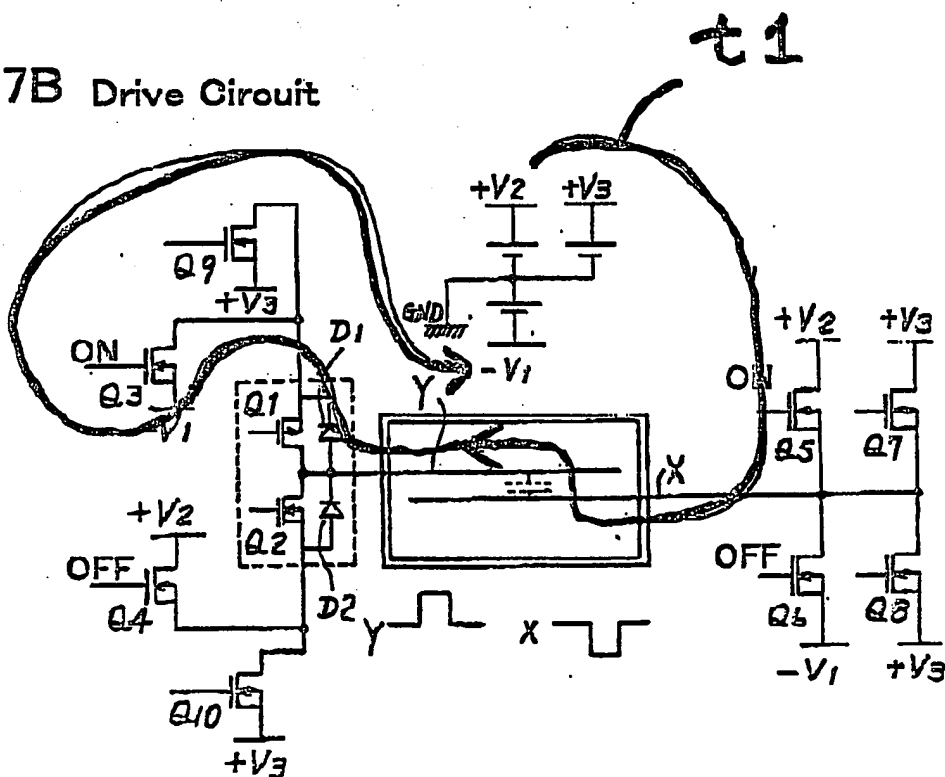 t1
7B Drive Circuit
+V2
+V3
Q9
+V3
GND
D1
-V1
+V2
+V3
ON
Q3
ON
Q1
Y
Q5
Q7
X
+V2
Q2
OFF
Q4
D2
OFF
Q6
Q8
Y
X
-V1
+V3
Q10
+V3